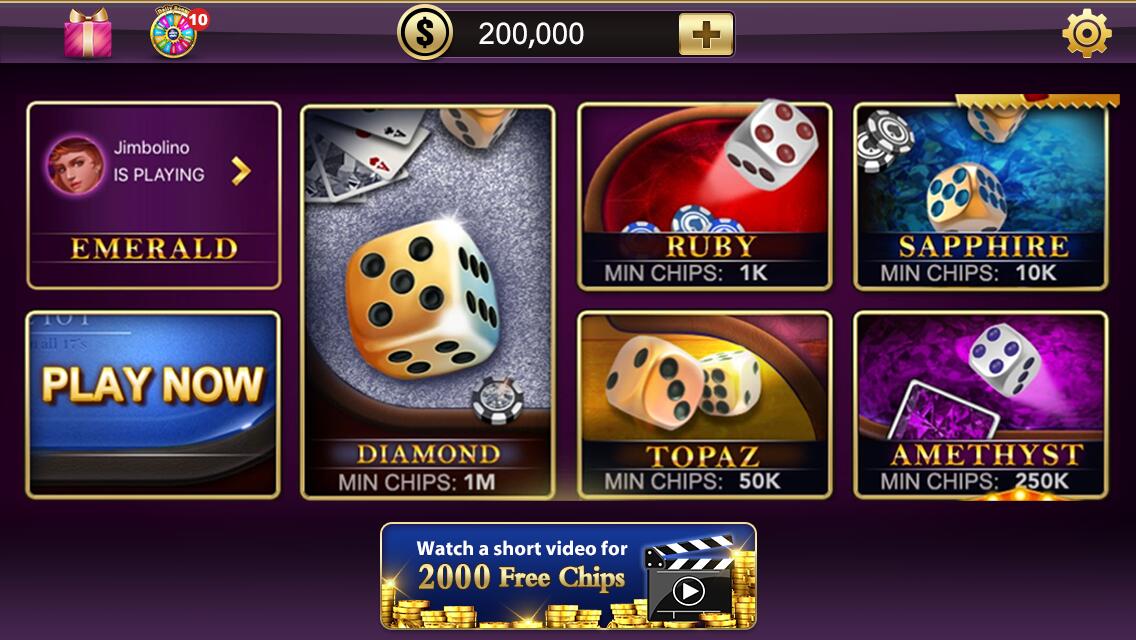 10
$
200,000
Jimbolino
IS PLAYING
EMERALD
PLAY NOW
DIAMOND
MIN CHIPS: 1M
RUBY
MIN CHIPS: 1K
SAPPHIRE
MIN CHIPS: 10K
TOPAZ
MIN CHIPS: 50K
AMETHYST
MIN CHIPS: 250K
A
A
all 17's
Watch a short video for
2000 Free Chips